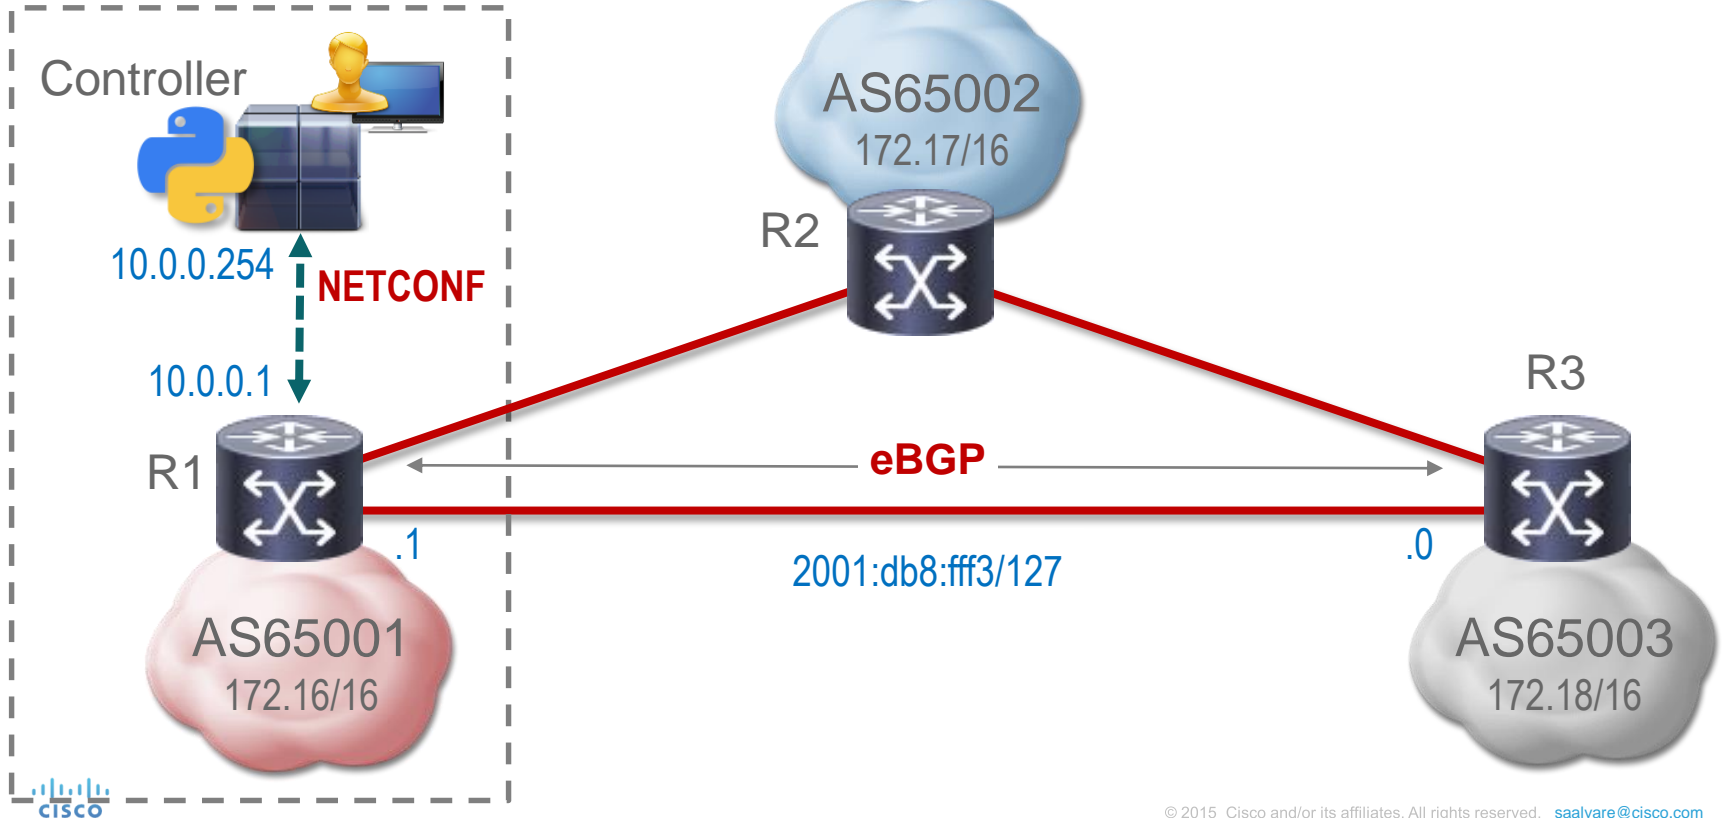 Controller
10.0.0.254
NETCONF
10.0.0.1
R1
AS65001
172.16/16
AS65002
172.17/16
R2
eBGP
.1
2001:db8:fff3/127
.0
R3
AS65003
172.18/16
CISCO
© 2015 Cisco and/or its affiliates. All rights reserved. saalvare@cisco.com